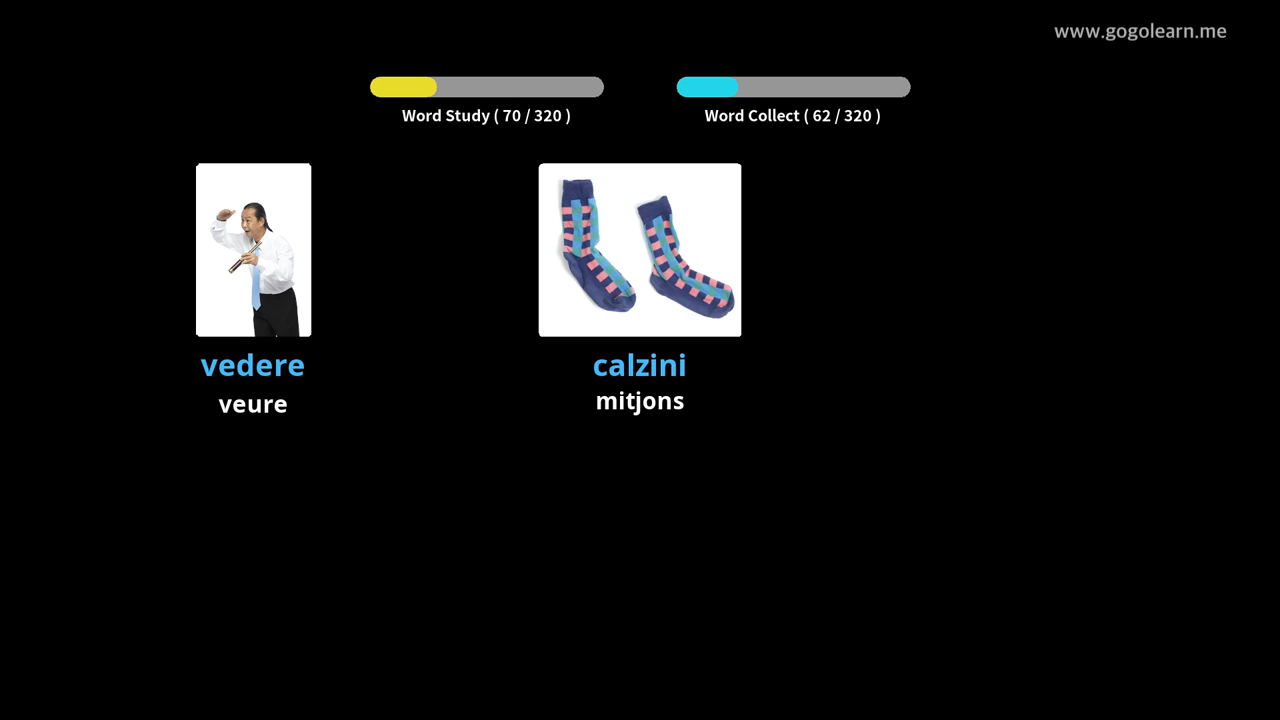 www.gogolearn.me
Word Study ( 70 / 320 )
Word Collect ( 62 / 320 )
vedere
veure
calzini
mitjons